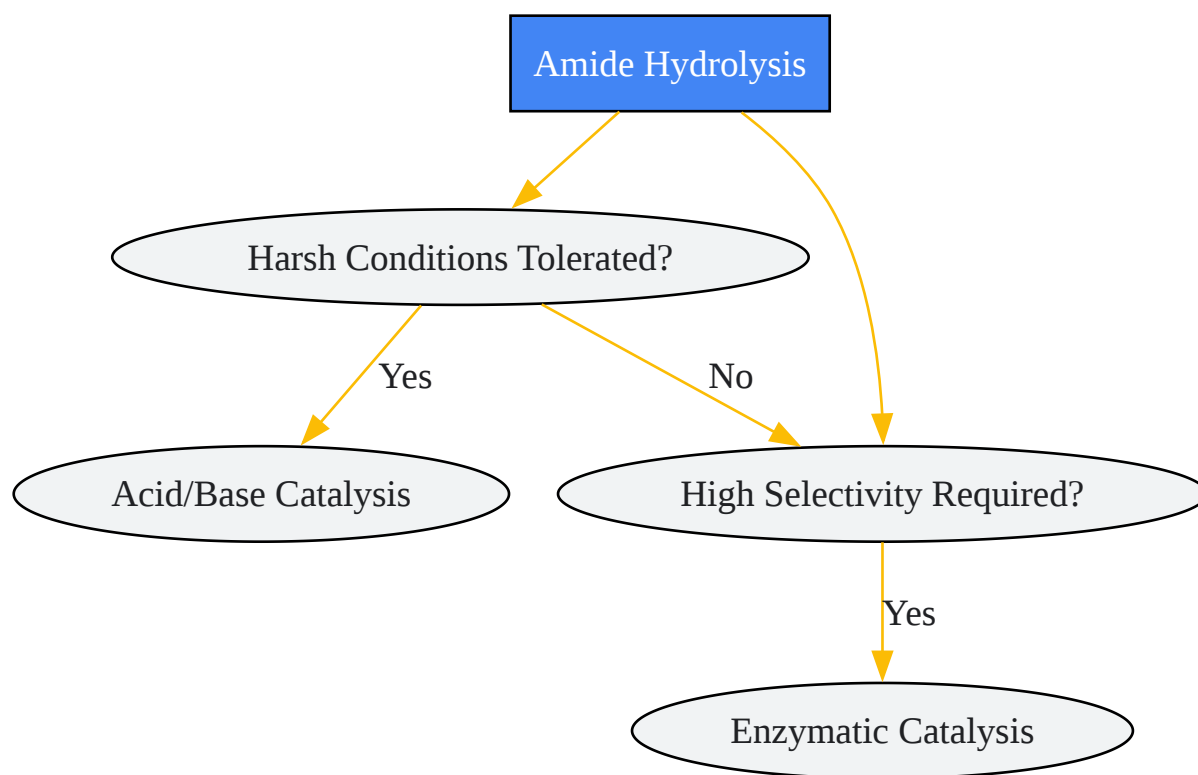 Amide Hydrolysis
Harsh Conditions Tolerated?
Yes
No
Acid/Base Catalysis
High Selectivity Required?
Yes
Enzymatic Catalysis